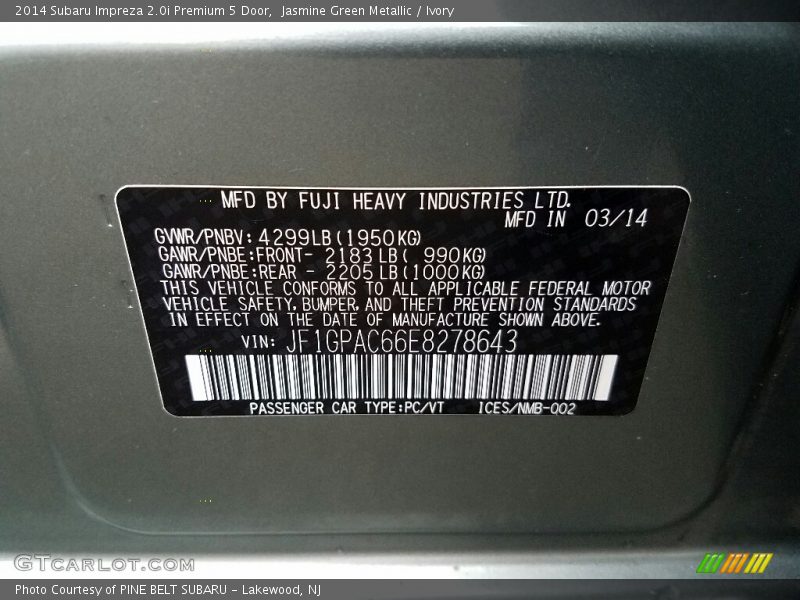 2014 Subaru Impreza 2.0i Premium 5 Door,  Jasmine Green Metallic / Ivory
MFD BY FUJI HEAVY INDUSTRIES LTD.
MFD IN 03/14
GVWR/PNBV: 4299LB(1950KG)
GAWR/PNBE:FRONT- 2183LB( 990KG)
GAWR/PNBE:REAR - 2205LB(1000KG)
THIS VEHICLE CONFORMS TO ALL APPLICABLE FEDERAL MOTOR
VEHICLE SAFETY, BUMPER, AND THEFT PREVENTION STANDARDS
IN EFFECT ON THE DATE OF MANUFACTURE SHOWN ABOVE.
VIN: JF1GPAC66E8278643
PASSENGER CAR TYPE:PC/VT ICES/NMB-002
GTCARLOT.COM
Photo Courtesy of PINE BELT SUBARU - Lakewood, NJ